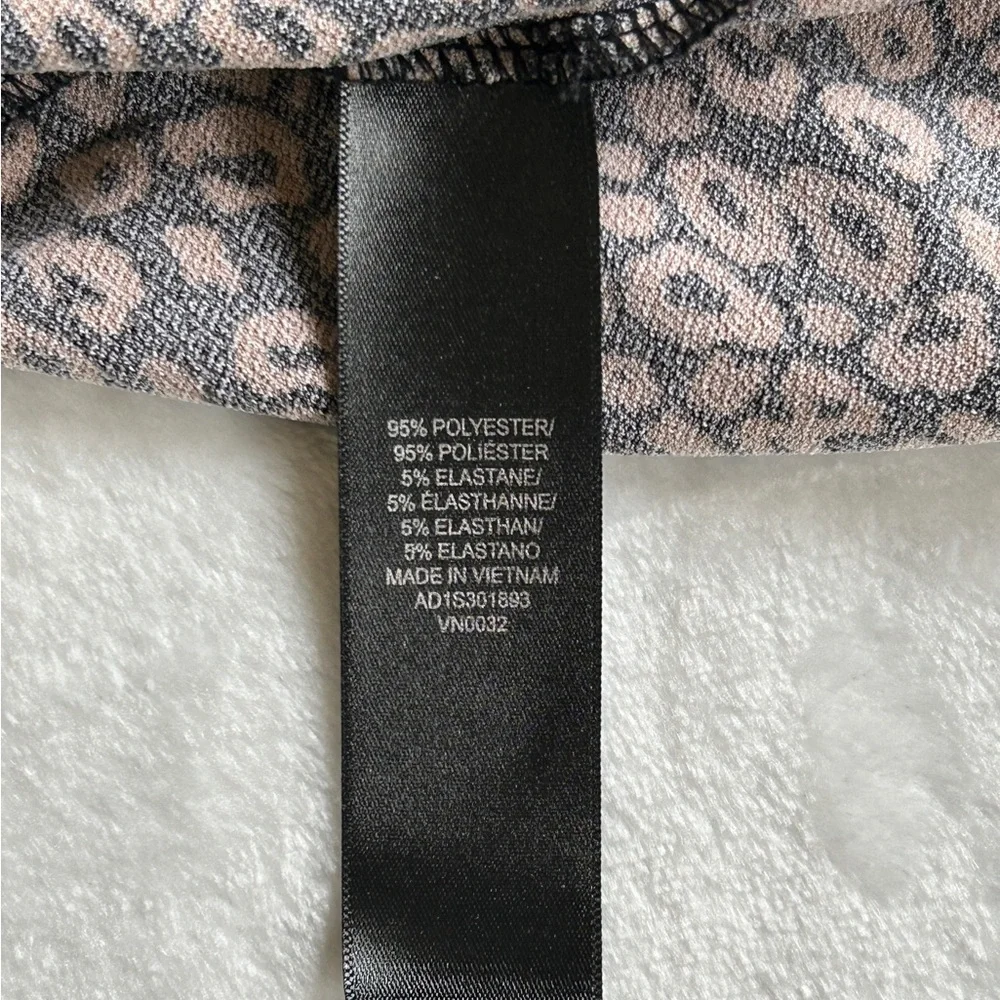 95% POLYESTER/
95% POLIÉSTER
5% ELASTANE/
5% ÉLASTHANNE/
5% ELASTHAN/
5% ELASTANO
MADE IN VIETNAM
AD1S301893
VN0032